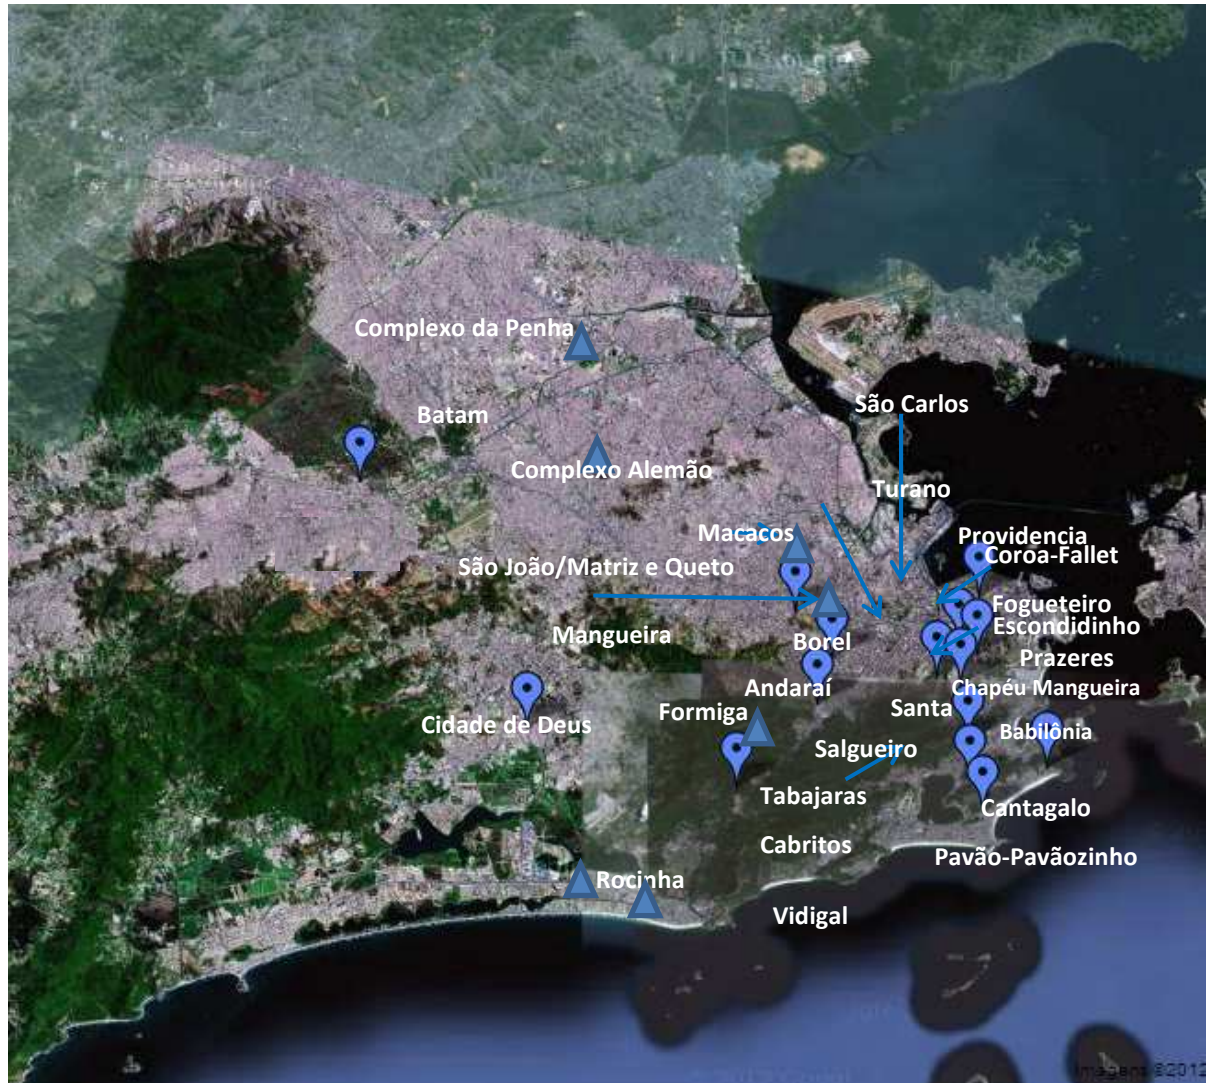 Complexo da Penha
São Carlos
Batam
Complexo Alemão
Turano
Macacos
Providencia
Coroa-Fallet
São João/Matriz e Queto
Fogueteiro
Escondidinho
Mangueira
Borel
Prazeres
Andaraí
Chapéu Mangueira
Formiga
Santa
Cidade de Deus
Babilônia
Salgueiro
Tabajaras
Cantagalo
Cabritos
Pavão-Pavãozinho
Rocinha
Vidigal
Imagens ©2012